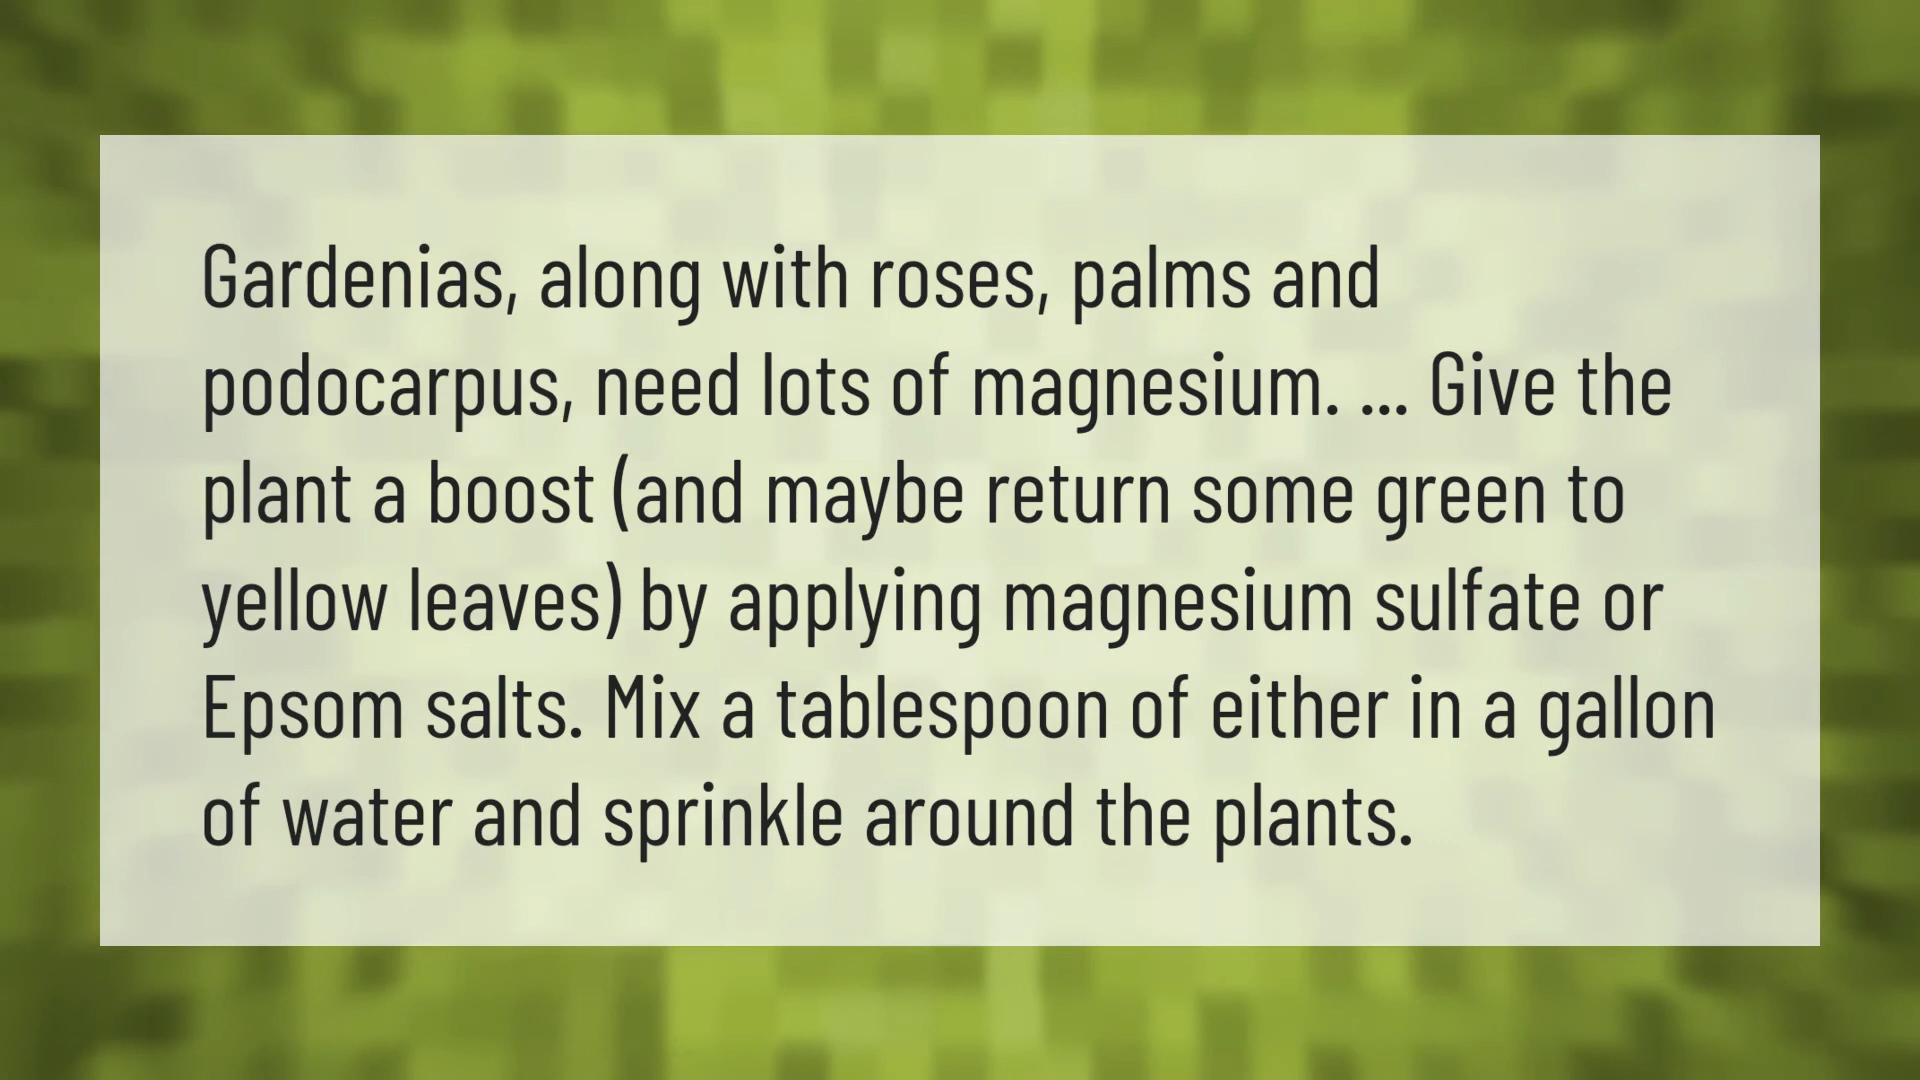 Gardenias, along with roses, palms and
podocarpus, need lots of magnesium. ... Give the
plant a boost (and maybe return some green to
yellow leaves) by applying magnesium sulfate or
Epsom salts. Mix a tablespoon of either in a gallon
of water and sprinkle around the plants.